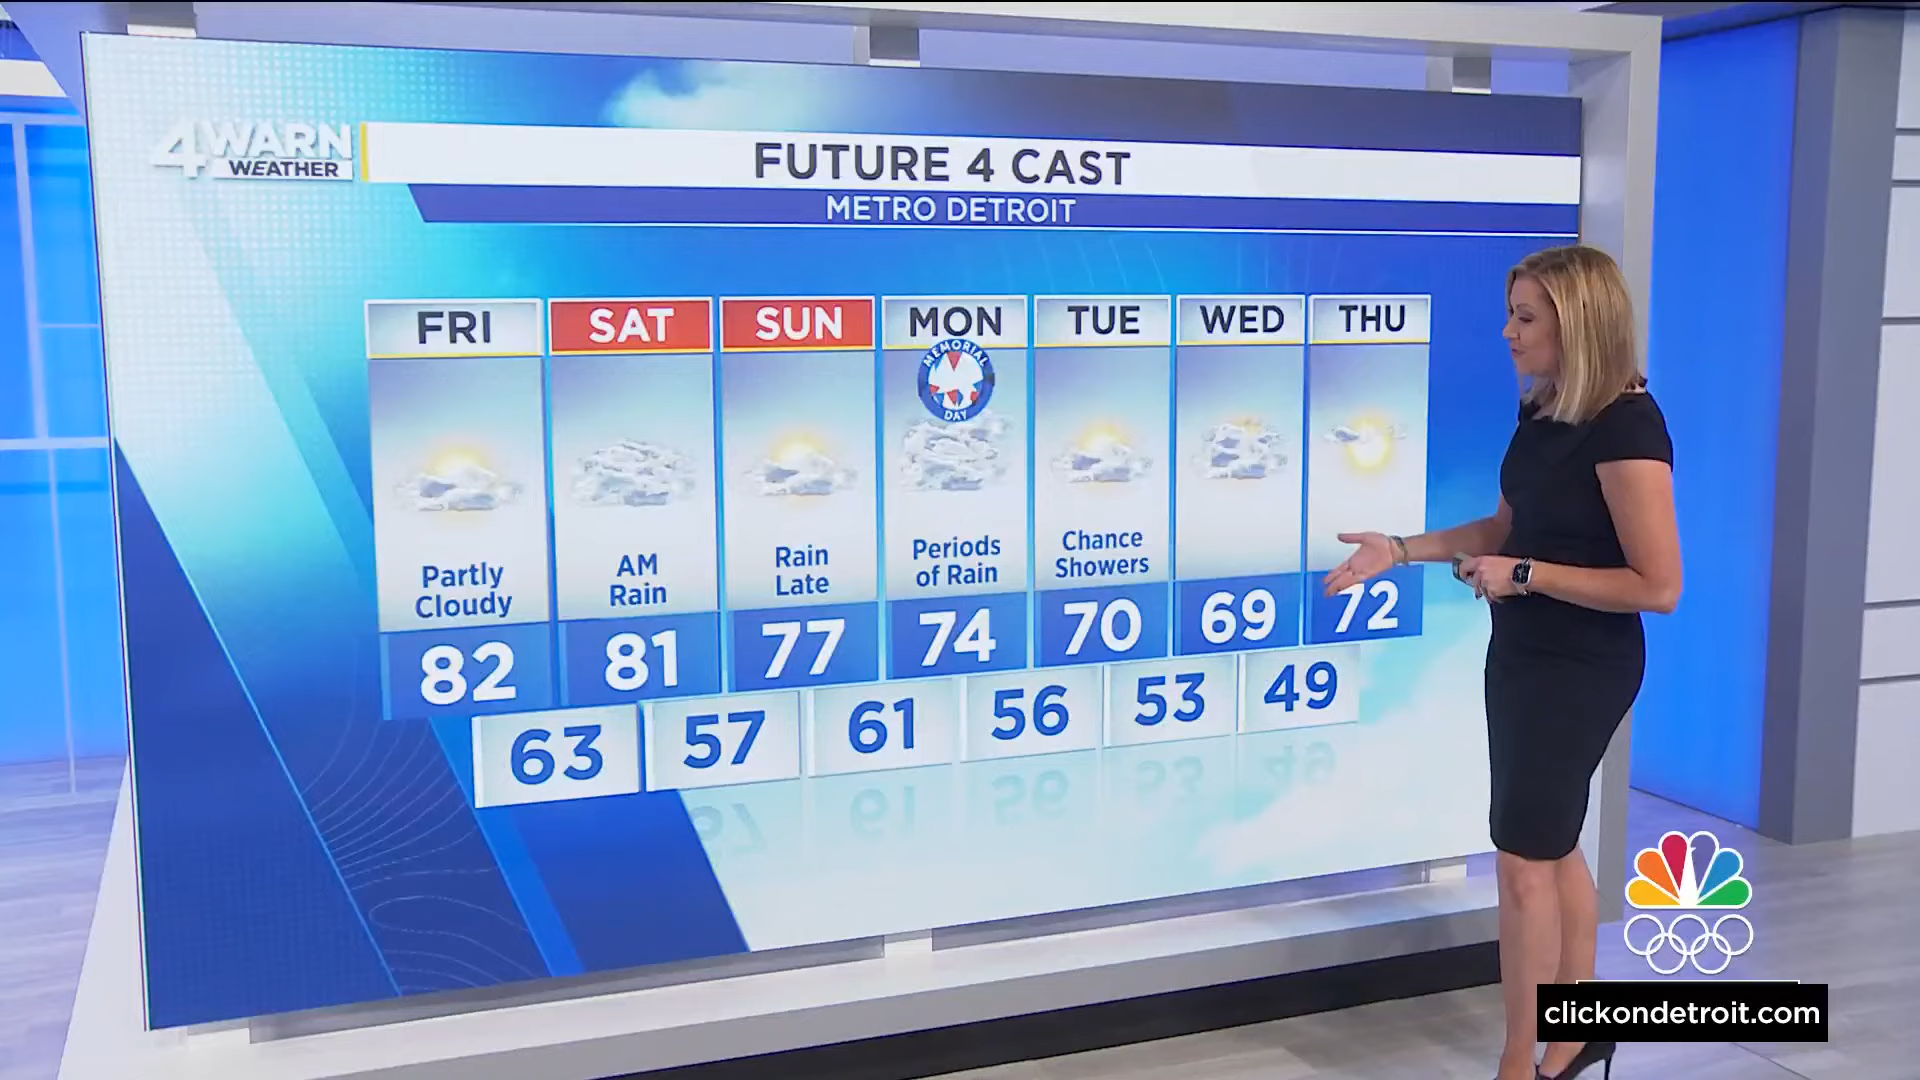 4 WARN
WEATHER
FUTURE 4 CAST
METRO DETROIT
FRI
SAT
SUN
MON
TUE
WED
THU
MEMORIAL
DAY
Partly
Cloudy
AM
Rain
Rain
Late
Periods
of Rain
Chance
Showers
82
81
77
74
70
69
72
63
57
61
56
53
49
clickondetroit.com